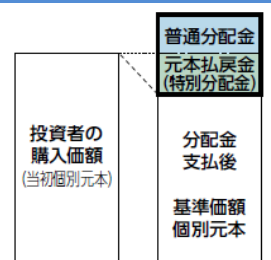 普通分配金
元本払戻金
(特別分配金)
投資者の
購入価額
(当初個別元本)
分配金
支払後
基準価額
個別元本